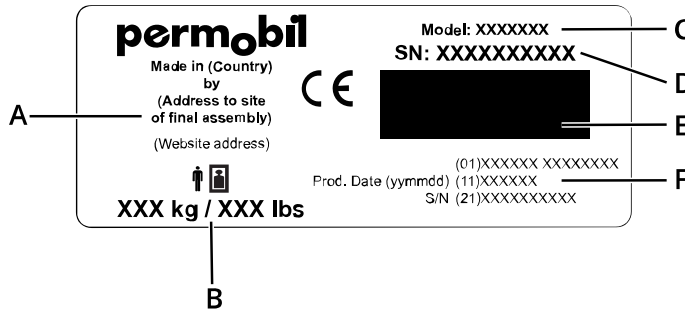 permobil
Made in (Country)
by
(Address to site
of final assembly)
(Website address)
XXX kg / XXX lbs
Model: XXXXXXX
SN: XXXXXXXXXX
CE
(01)XXXXXX XXXXXXXX
Prod. Date (yymmdd) (11)XXXXXX
S/N (21)XXXXXXXXXX
A
B
C
D
E
F